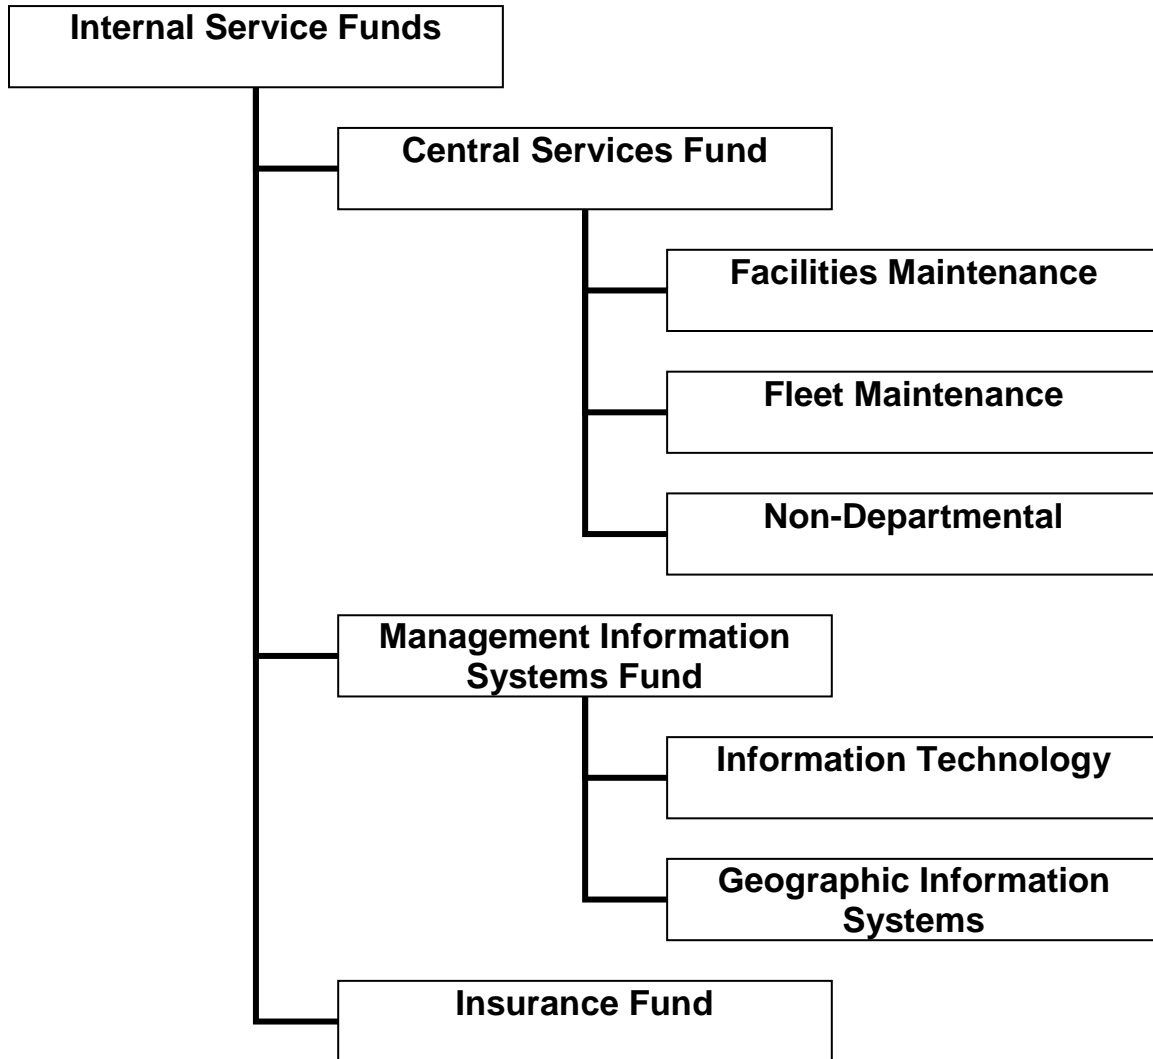 Internal Service Funds
Central Services Fund
Facilities Maintenance
Fleet Maintenance
Non-Departmental
Management Information
Systems Fund
Information Technology
Geographic Information
Systems
Insurance Fund